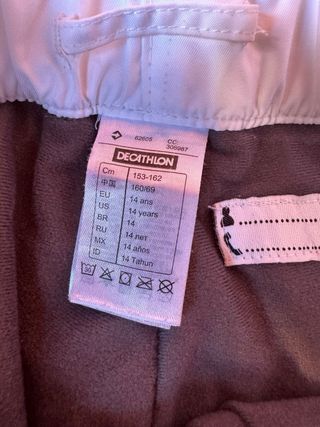 62605 CC:
306987
DECATHLON
Cm 153-162
中国 160/69
EU 14 ans
US 14 years
BR 14
RU 14 лет
MX 14 años
ID 14 Tahun
30